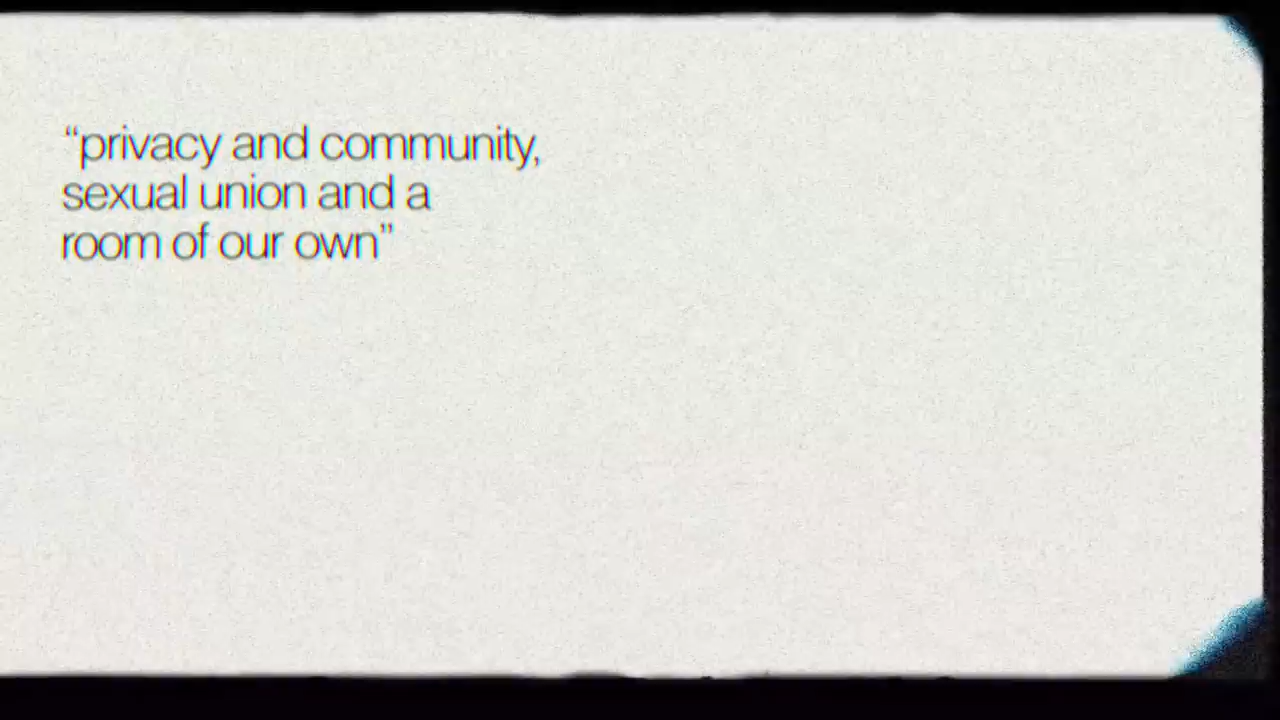 “privacy and community,
sexual union and a
room of our own”